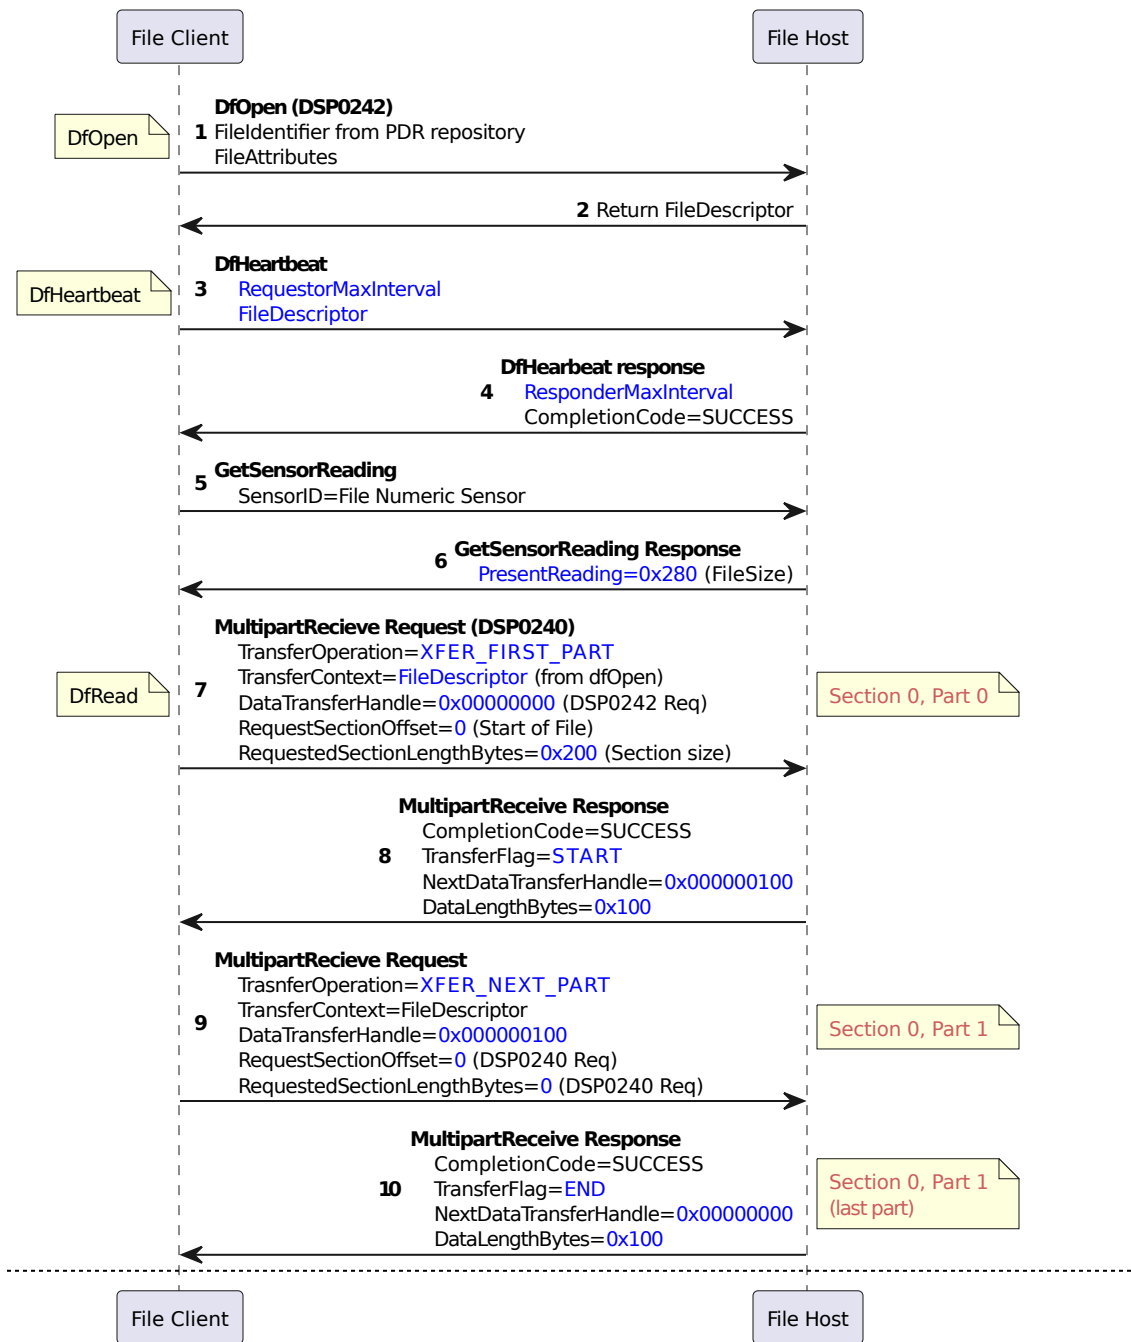 File Client
File Host
DfOpen
DfOpen (DSP0242)
1 FileIdentifier from PDR repository
FileAttributes
2 Return FileDescriptor
DfHeartbeat
DfHeartbeat
3 RequestorMaxInterval
FileDescriptor
DfHearbeat response
4 ResponderMaxInterval
CompletionCode=SUCCESS
5 GetSensorReading
SensorID=File Numeric Sensor
6 GetSensorReading Response
PresentReading=0x280 (FileSize)
MultipartRecieve Request (DSP0240)
TransferOperation=XFER_FIRST_PART
TransferContext=FileDescriptor (from dfOpen)
DfRead
7
Section 0, Part 0
DataTransferHandle=0x00000000 (DSP0242 Req)
RequestSectionOffset=0 (Start of File)
RequestedSectionLengthBytes=0x200 (Section size)
MultipartReceive Response
CompletionCode=SUCCESS
8 TransferFlag=START
NextDataTransferHandle=0x000000100
DataLengthBytes=0x100
MultipartRecieve Request
TrasnferOperation=XFER_NEXT_PART
TransferContext=FileDescriptor
9
Section 0, Part 1
DataTransferHandle=0x000000100
RequestSectionOffset=0 (DSP0240 Req)
RequestedSectionLengthBytes=0 (DSP0240 Req)
MultipartReceive Response
CompletionCode=SUCCESS
10 TransferFlag=END
NextDataTransferHandle=0x00000000
DataLengthBytes=0x100
Section 0, Part 1
(last part)
File Client
File Host